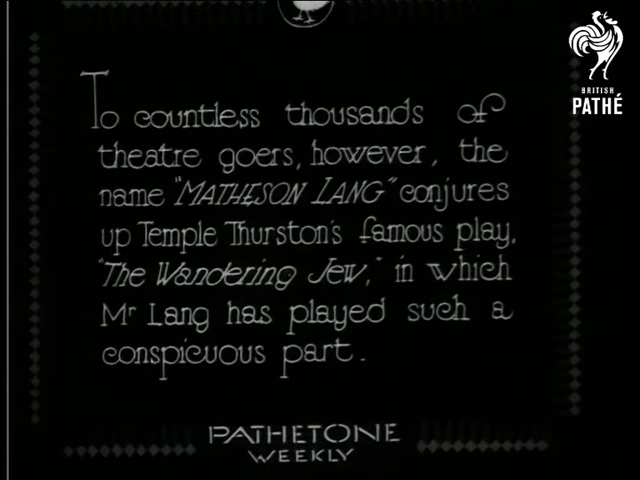 BRITISH
PATHÉ
To countless thousands of
theatre goers, however, the
name "MATHESON LANG" conjures
up Temple Thurston's famous play,
"The Wandering Jew," in which
Mr Lang has played such a
conspicuous part.
PATHETONE
WEEKLY